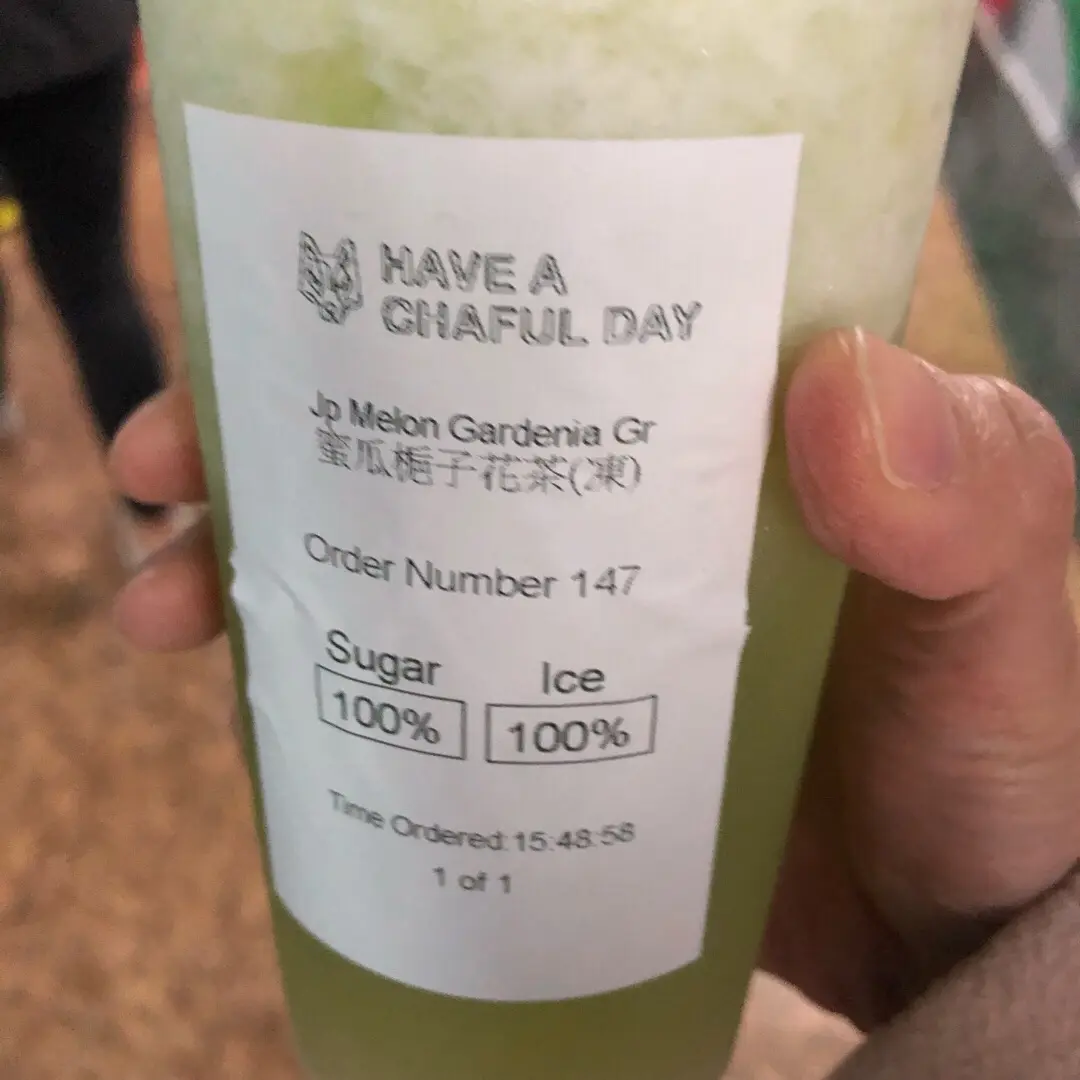 HAVE A
CHAFUL DAY
Jp Melon Gardenia Gr
蜜瓜梔子花茶(凍)
Order Number 147
Sugar Ice
100% 100%
Time Ordered:15:48:58
1 of 1